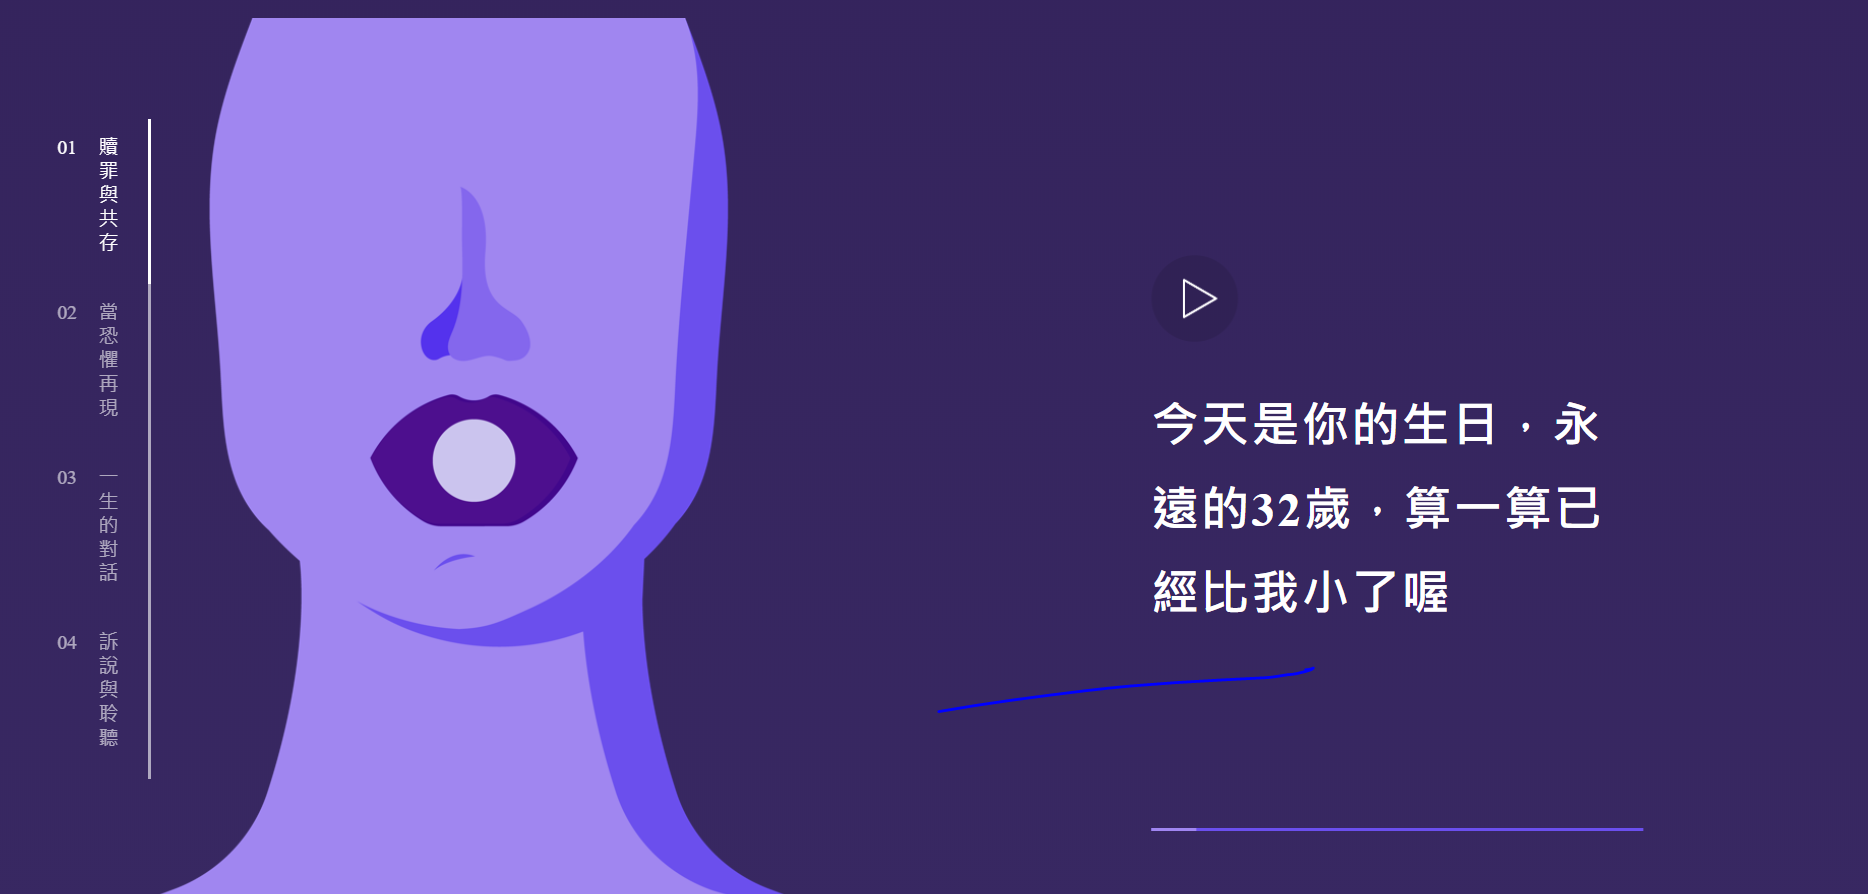 01 贖罪與共存
02 當恐懼再現
03 一生的對話
04 訴說與聆聽
今天是你的生日，永
遠的32歲，算一算已
經比我小了喔